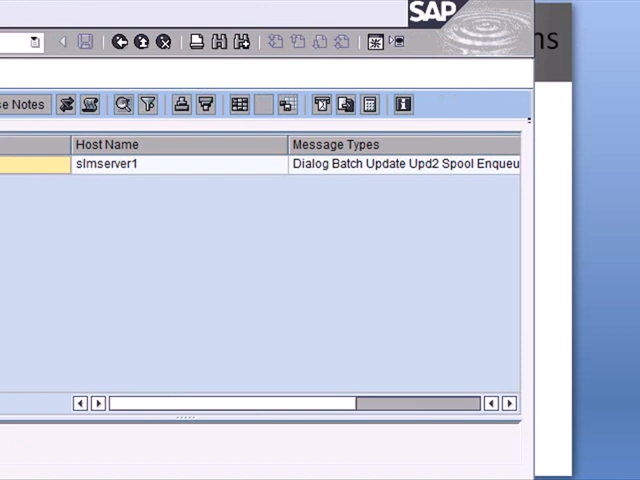 SAP
ns
se Notes
Host Name Message Types
slmserver1 Dialog Batch Update Upd2 Spool Enqueu